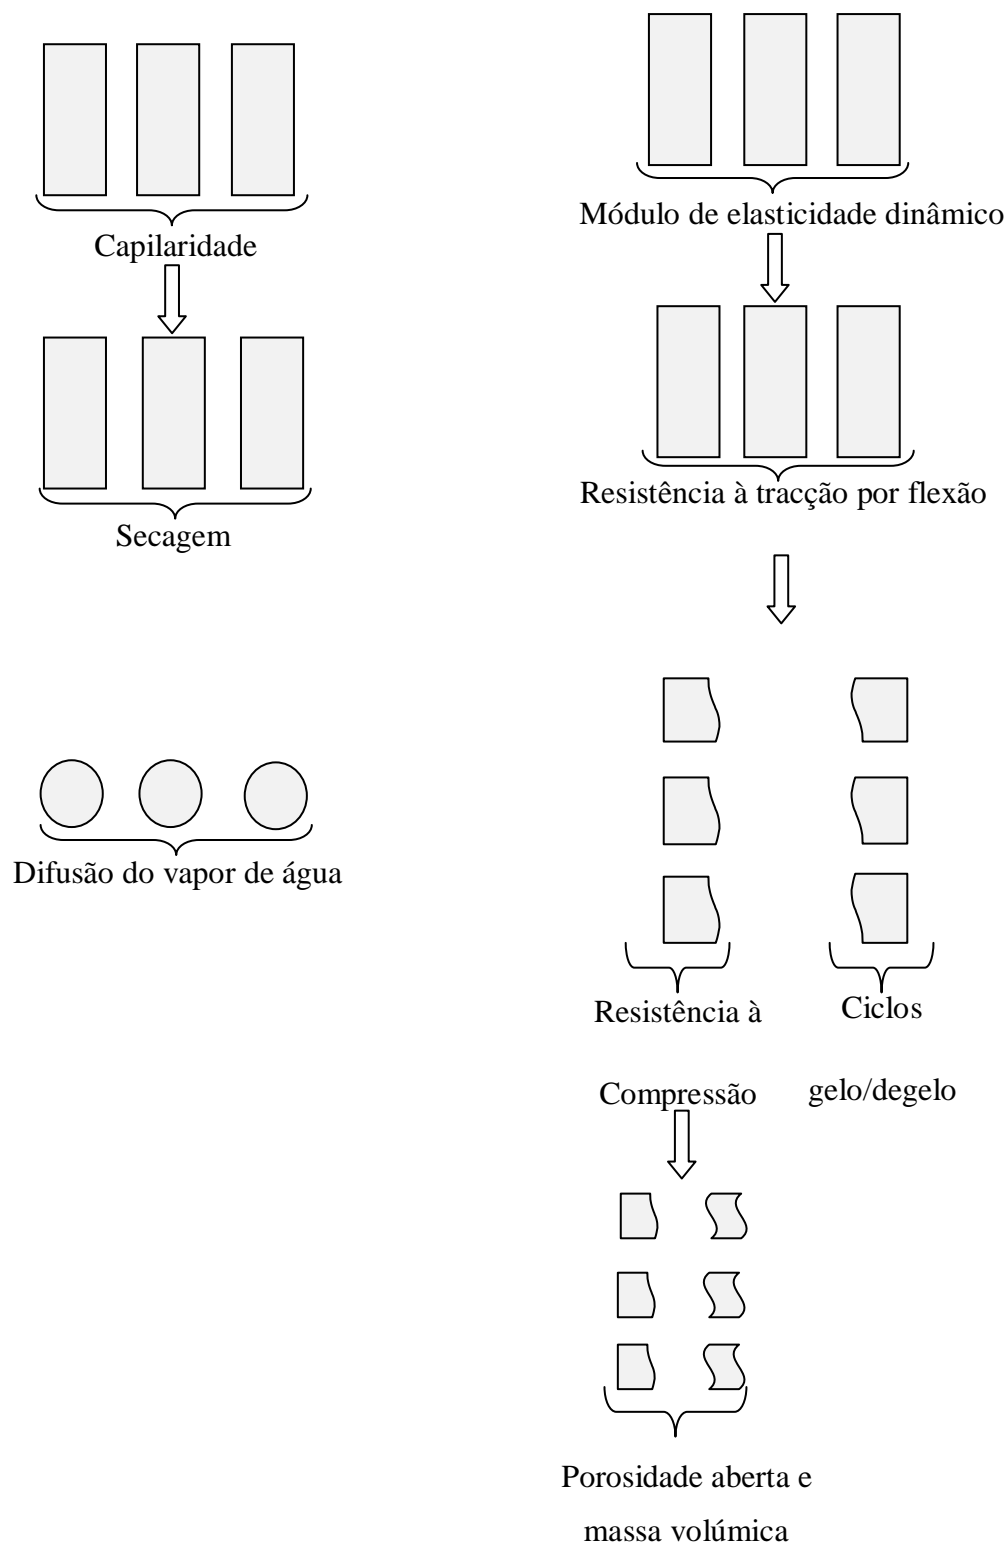 Capilaridade
Secagem
Difusão do vapor de água
Módulo de elasticidade dinâmico
Resistência à tracção por flexão
Resistência à
Compressão
Ciclos
gelo/degelo
Porosidade aberta e
massa volúmica